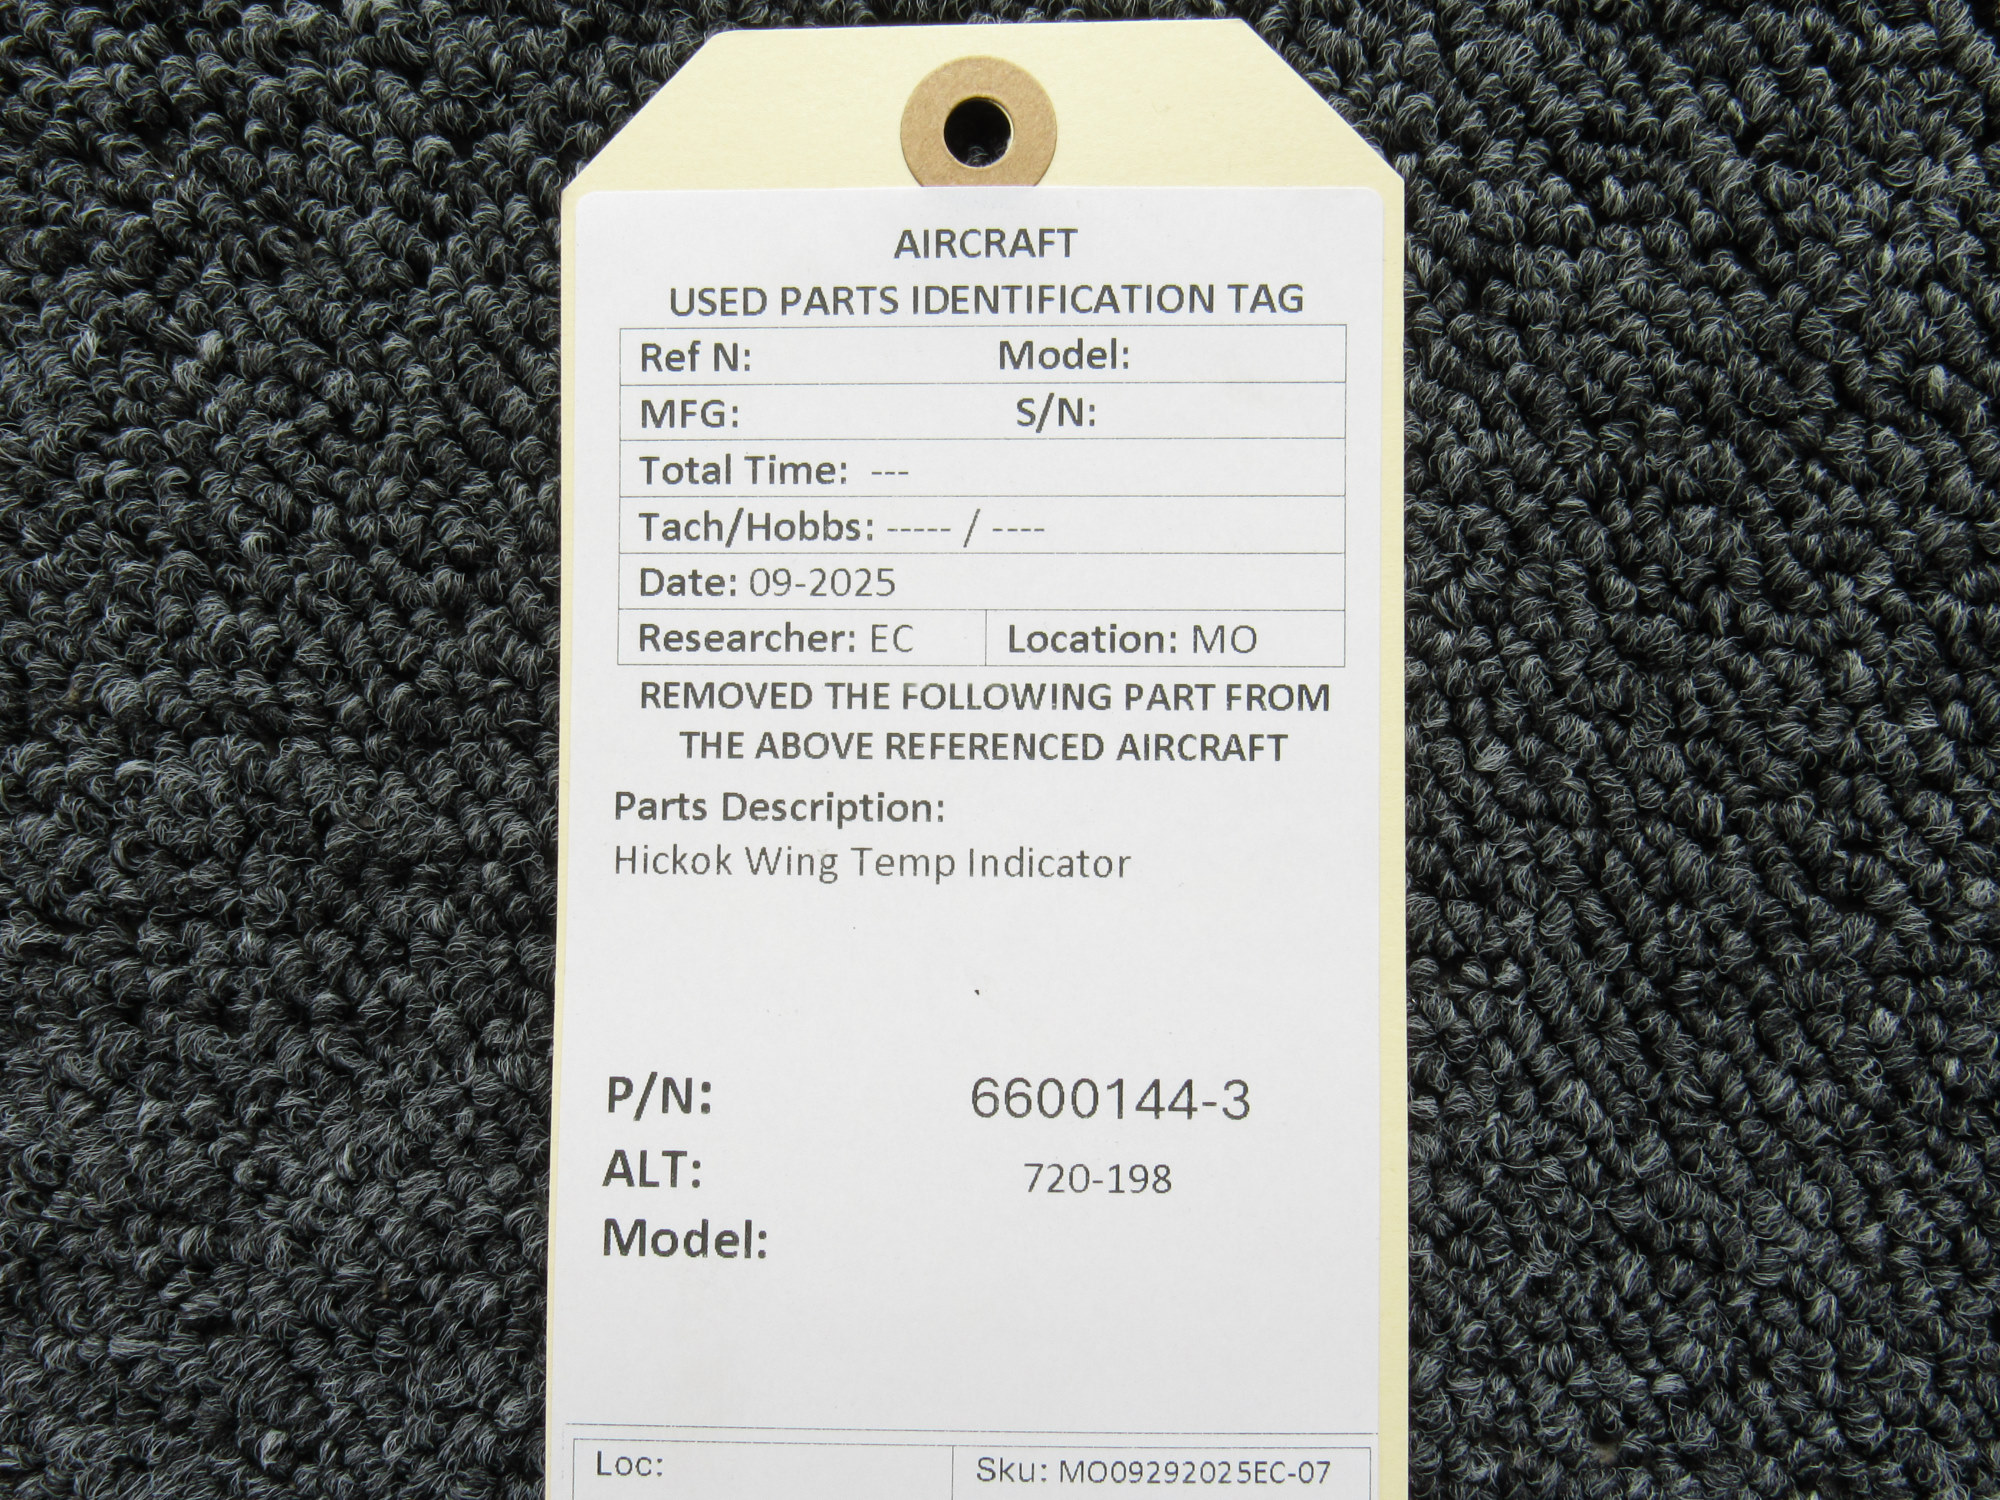 AIRCRAFT
USED PARTS IDENTIFICATION TAG
Ref N: Model:
MFG: S/N:
Total Time: ---
Tach/Hobbs: ----- / ----
Date: 09-2025
Researcher: EC Location: MO
REMOVED THE FOLLOWING PART FROM
THE ABOVE REFERENCED AIRCRAFT
Parts Description:
Hickok Wing Temp Indicator
P/N: 6600144-3
ALT: 720-198
Model:
Loc: Sku: MO09292025EC-07